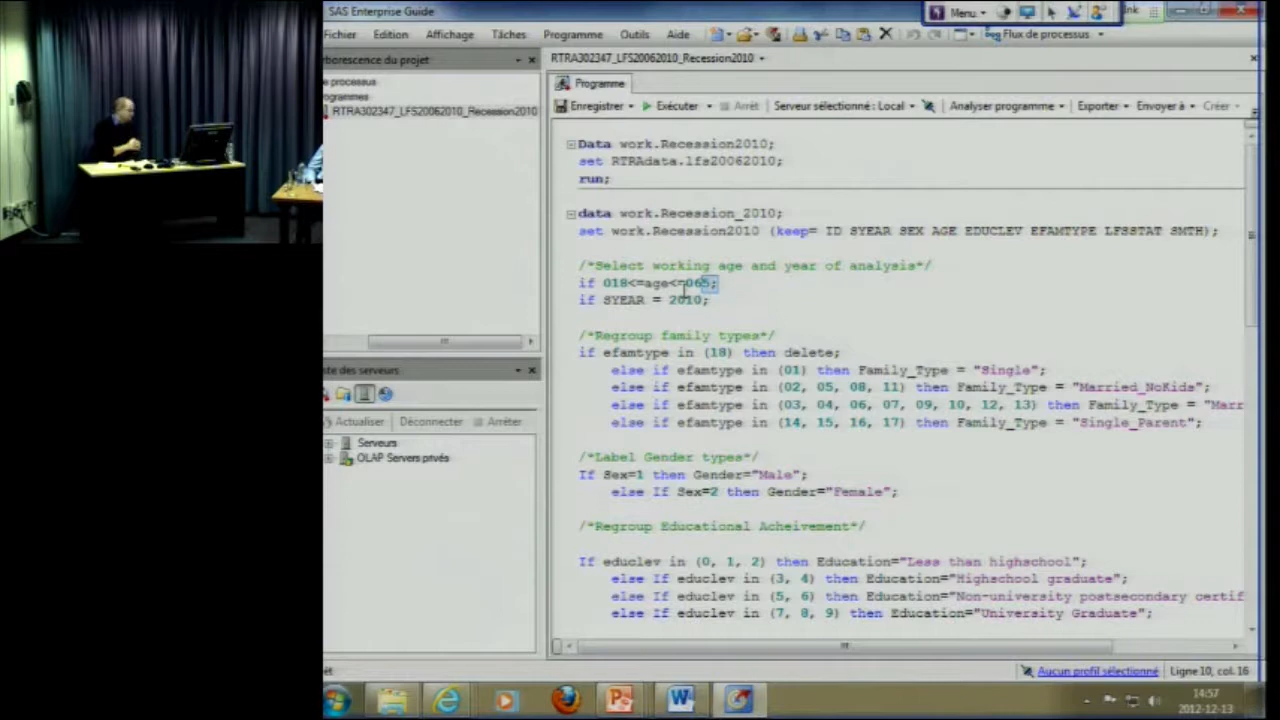 SAS Enterprise Guide
Menu
Fichier Edition Affichage Tâches Programme Outils Aide
Flux de processus
borescence du projet
RTRA302347_LFS20062010_Recession2010
e processus
ogrammes
RTRA302347_LFS20062010_Recession2010
Programme
Enregistrer Exécuter Arrêt Serveur sélectionné : Local Analyser programme Exporter Envoyer à Créer
Data work.Recession2010;
set RTRAdata.lfs20062010;
run;
data work.Recession_2010;
set work.Recession2010 (keep= ID SYEAR SEX AGE EDUCLEV EFAMTYPE LFSSTAT SMTH);
/*Select working age and year of analysis*/
if 018<=age<=065;
if SYEAR = 2010;
/*Regroup family types*/
if efamtype in (18) then delete;
else if efamtype in (01) then Family_Type = "Single";
else if efamtype in (02, 05, 08, 11) then Family_Type = "Married_NoKids";
else if efamtype in (03, 04, 06, 07, 09, 10, 12, 13) then Family_Type = "Marr
else if efamtype in (14, 15, 16, 17) then Family_Type = "Single_Parent";
/*Label Gender types*/
If Sex=1 then Gender="Male";
else If Sex=2 then Gender="Female";
/*Regroup Educational Acheivement*/
If educlev in (0, 1, 2) then Education="Less than highschool";
else If educlev in (3, 4) then Education="Highschool graduate";
else If educlev in (5, 6) then Education="Non-university postsecondary certif
else If educlev in (7, 8, 9) then Education="University Graduate";
ste des serveurs
Actualiser Déconnecter Arrêter
Serveurs
OLAP Servers privés
êt
Aucun profil sélectionné
Ligne 10, col. 16
14:57
2012-12-13